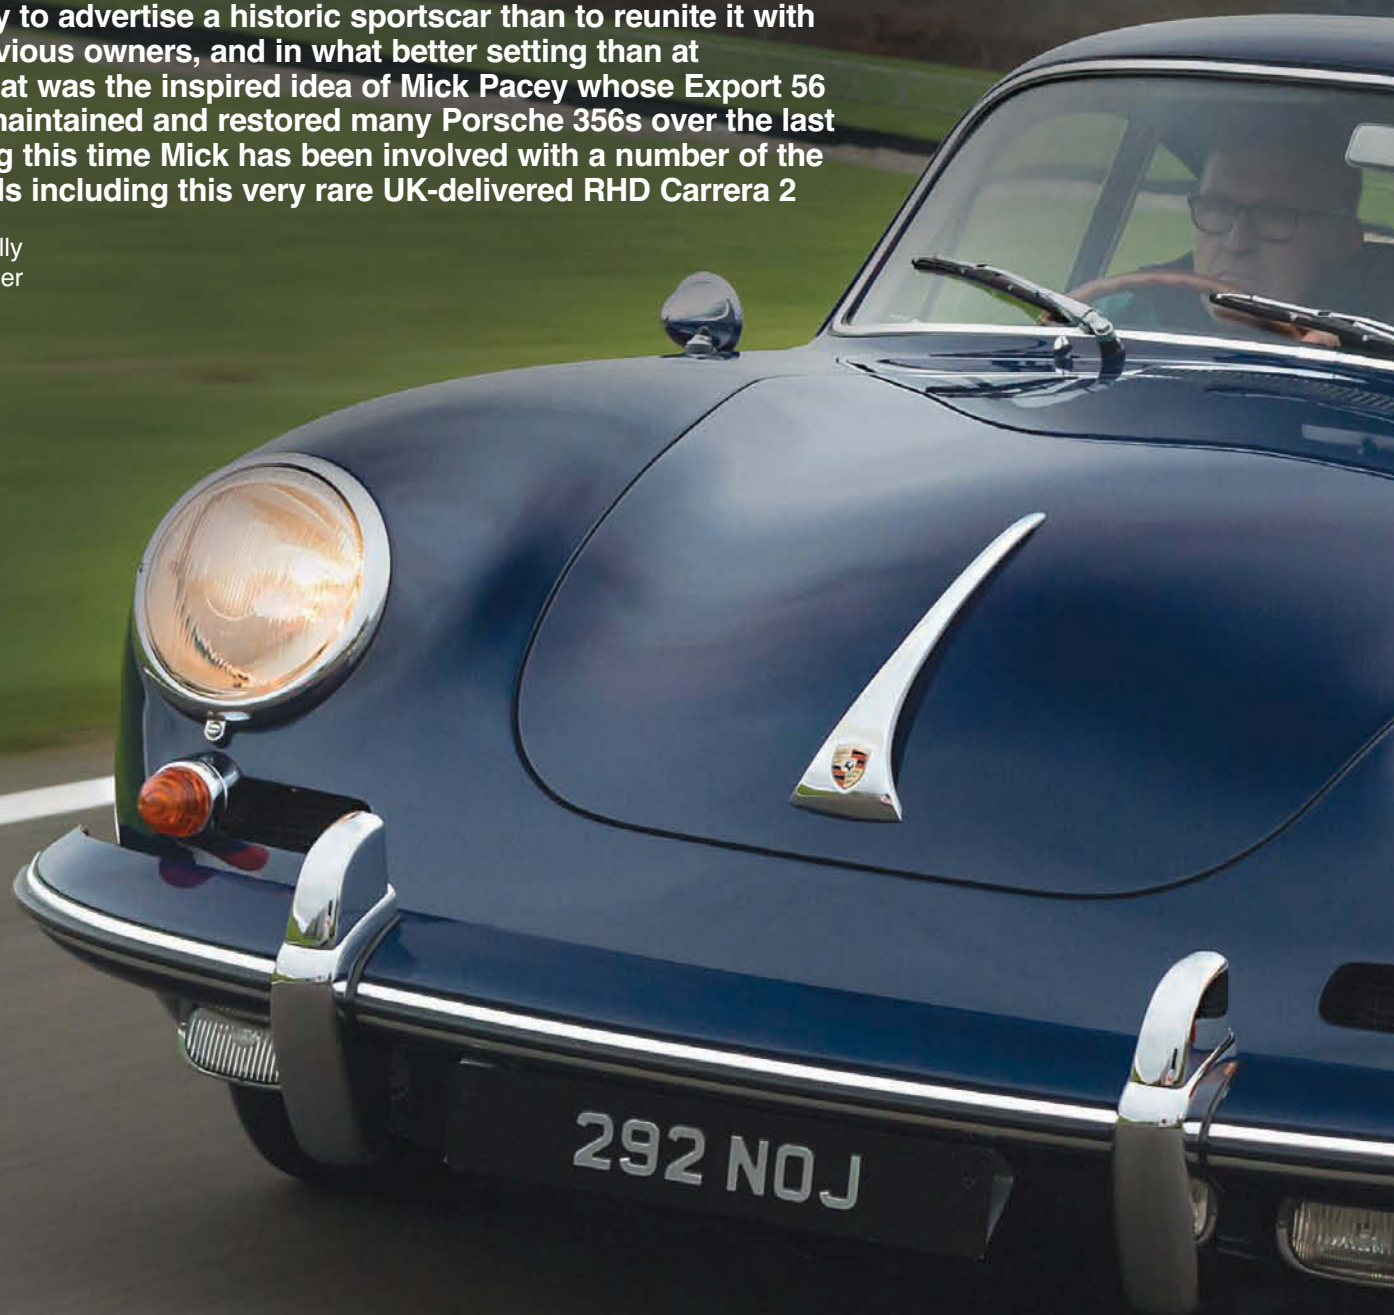 y to advertise a historic sportscar than to reunite it with
vious owners, and in what better setting than at
at was the inspired idea of Mick Pacey whose Export 56
naintained and restored many Porsche 356s over the last
g this time Mick has been involved with a number of the
ls including this very rare UK-delivered RHD Carrera 2
lly
er
292 NOJ